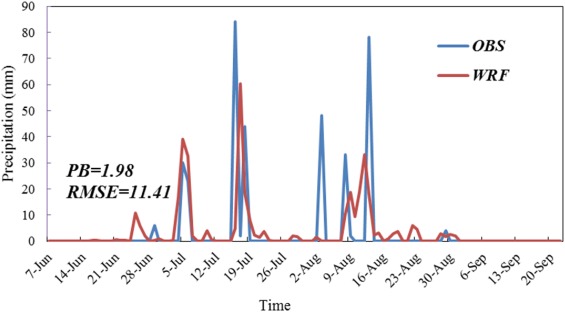 90
80
70
60
50
40
30
20
10
0
Precipitation (mm)
OBS
WRF
PB=1.98
RMSE=11.41
7-Jun 14-Jun 21-Jun 28-Jun 5-Jul 12-Jul 19-Jul 26-Jul 2-Aug 9-Aug 16-Aug 23-Aug 30-Aug 6-Sep 13-Sep 20-Sep
Time